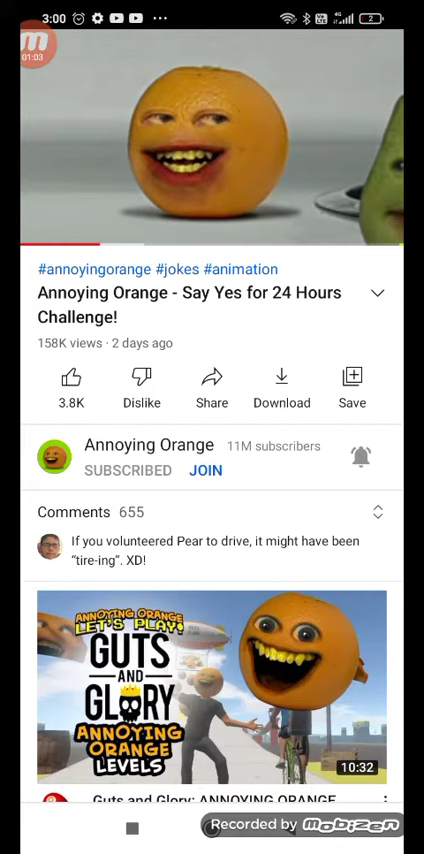 3:00
4G
2
01:03
#annoyingorange #jokes #animation
Annoying Orange - Say Yes for 24 Hours
Challenge!
158K views · 2 days ago
3.8K Dislike Share Download Save
Annoying Orange 11M subscribers
SUBSCRIBED JOIN
Comments 655
If you volunteered Pear to drive, it might have been
“tire-ing”. XD!
ANNOYING ORANGE
LET'S PLAY!
GUTS
AND
GLORY
ANNOYING
ORANGE
LEVELS
10:32
Guts and Glory: ANNOYING ORANGE
Recorded by mobizen